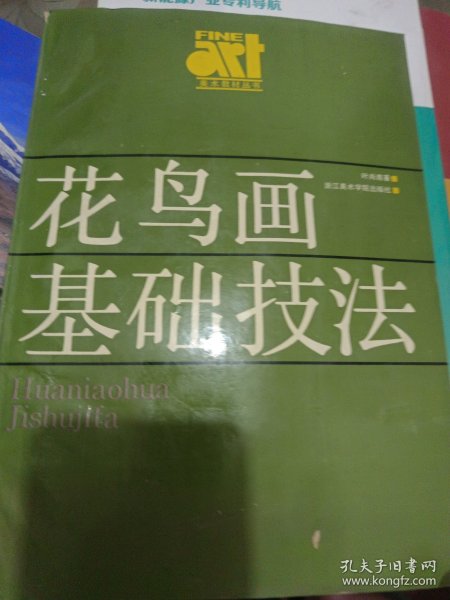 新能源产业专利导航
FINE
art
美术教材丛书
叶尚青著
浙江美术学院出版社
花鸟画
基础技法
Huaniaohua
Jishujifa
孔夫子旧书网
www.kongfz.com